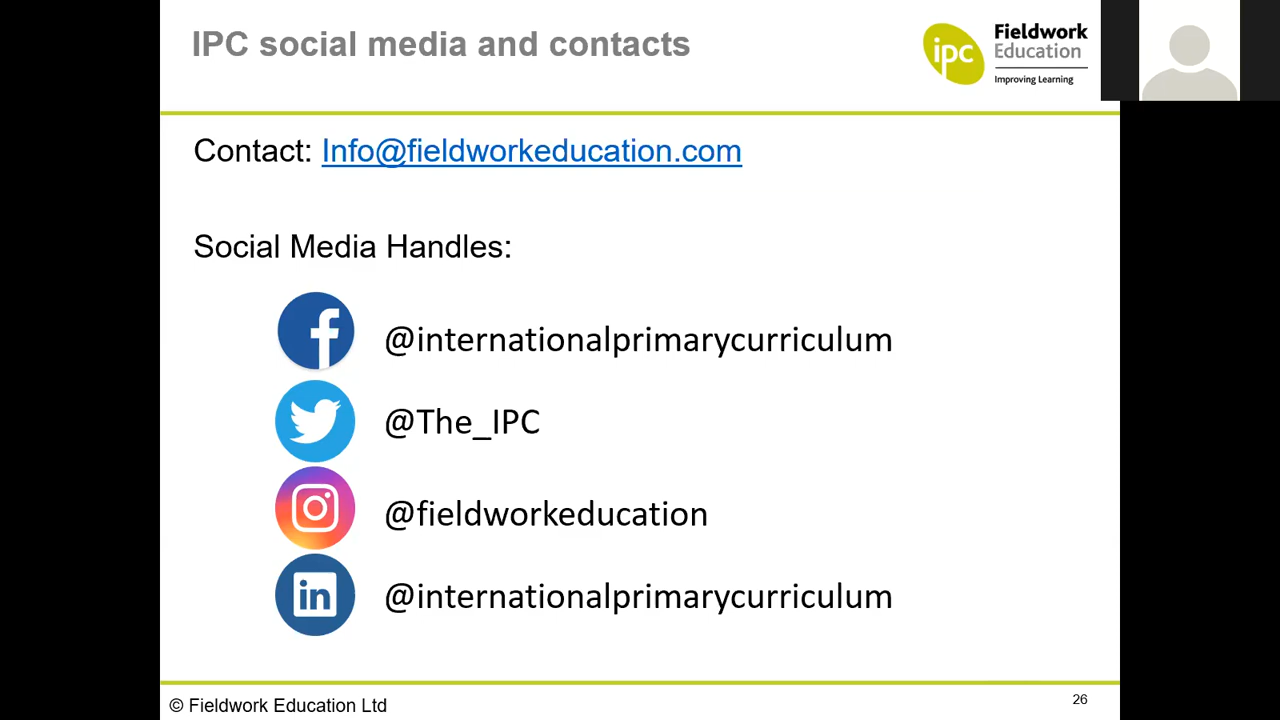 IPC social media and contacts
ipc
Fieldwork
Education
Improving Learning
Contact: Info@fieldworkeducation.com
Social Media Handles:
@internationalprimarycurriculum
@The_IPC
@fieldworkeducation
in @internationalprimarycurriculum
© Fieldwork Education Ltd
26